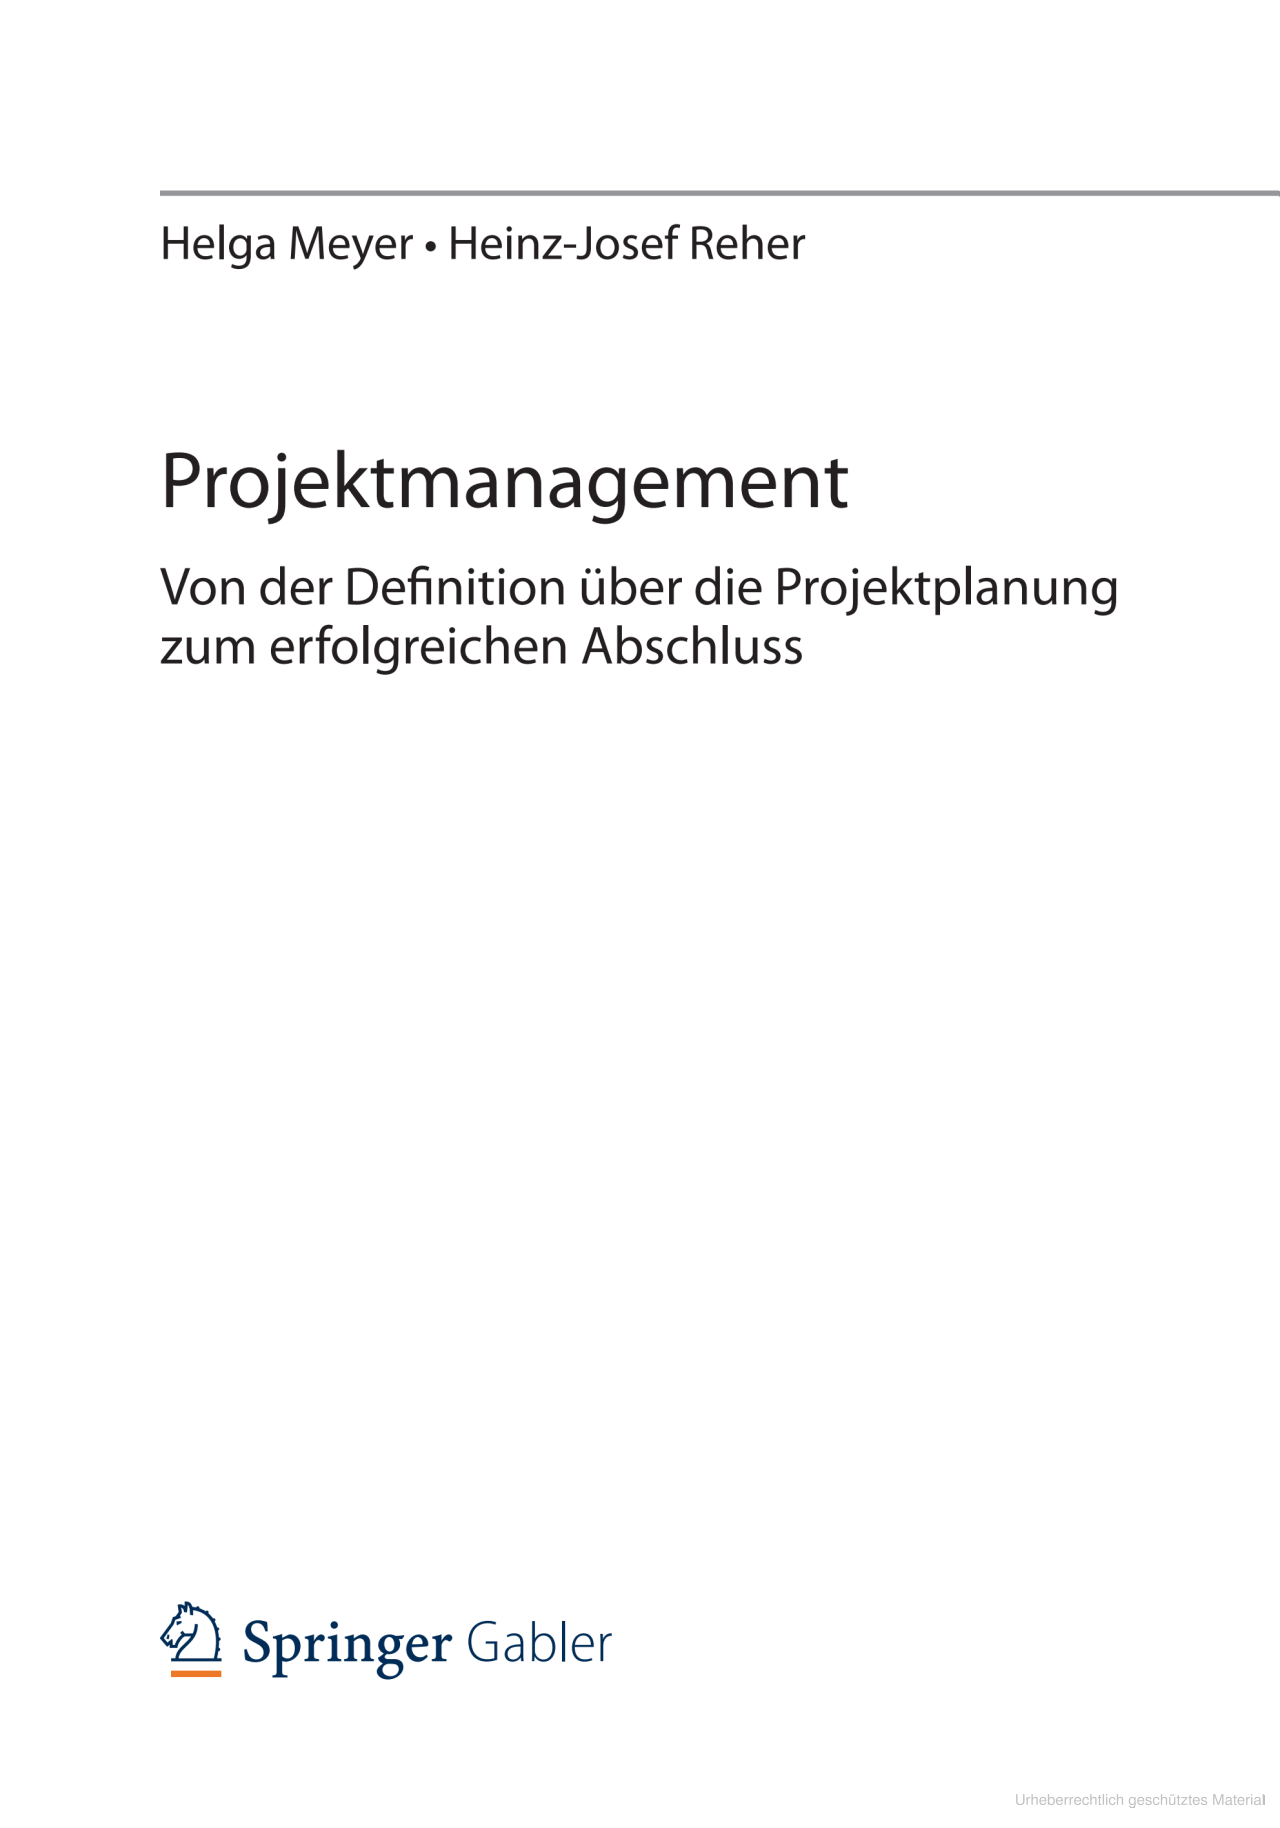 Helga Meyer • Heinz-Josef Reher
Projektmanagement
Von der Definition über die Projektplanung
zum erfolgreichen Abschluss
Springer Gabler
Urheberrechtlich geschütztes Material